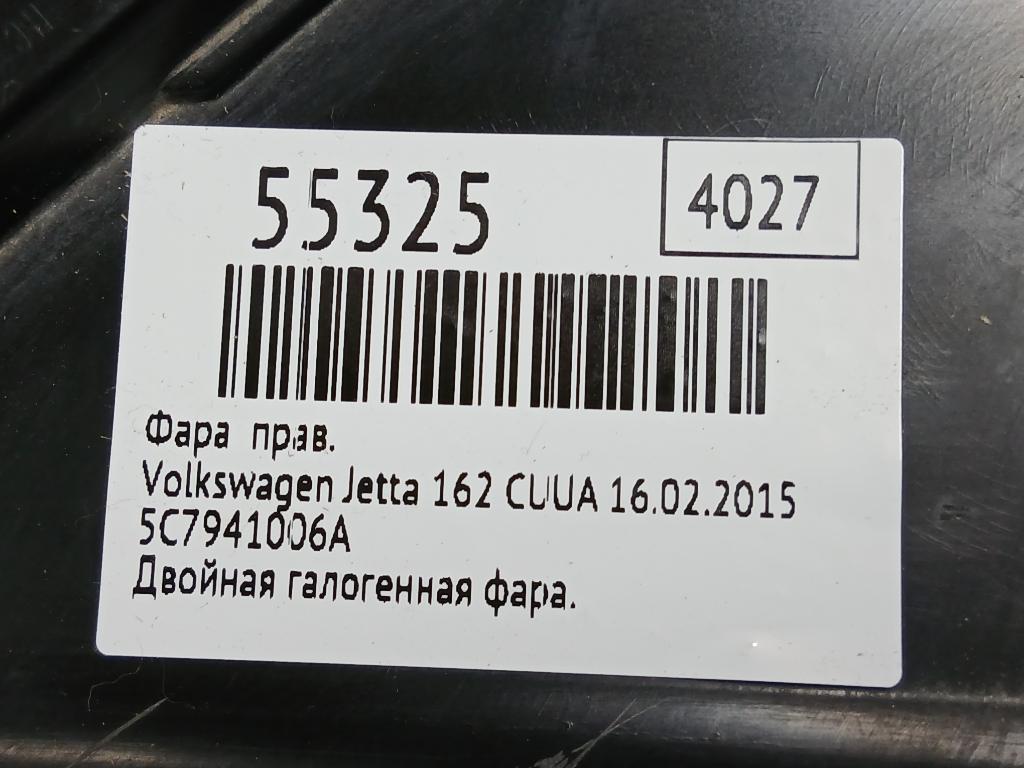 55325
4027
Фара прав.
Volkswagen Jetta 162 CUUA 16.02.2015
5C7941006A
Двойная галогенная фара.